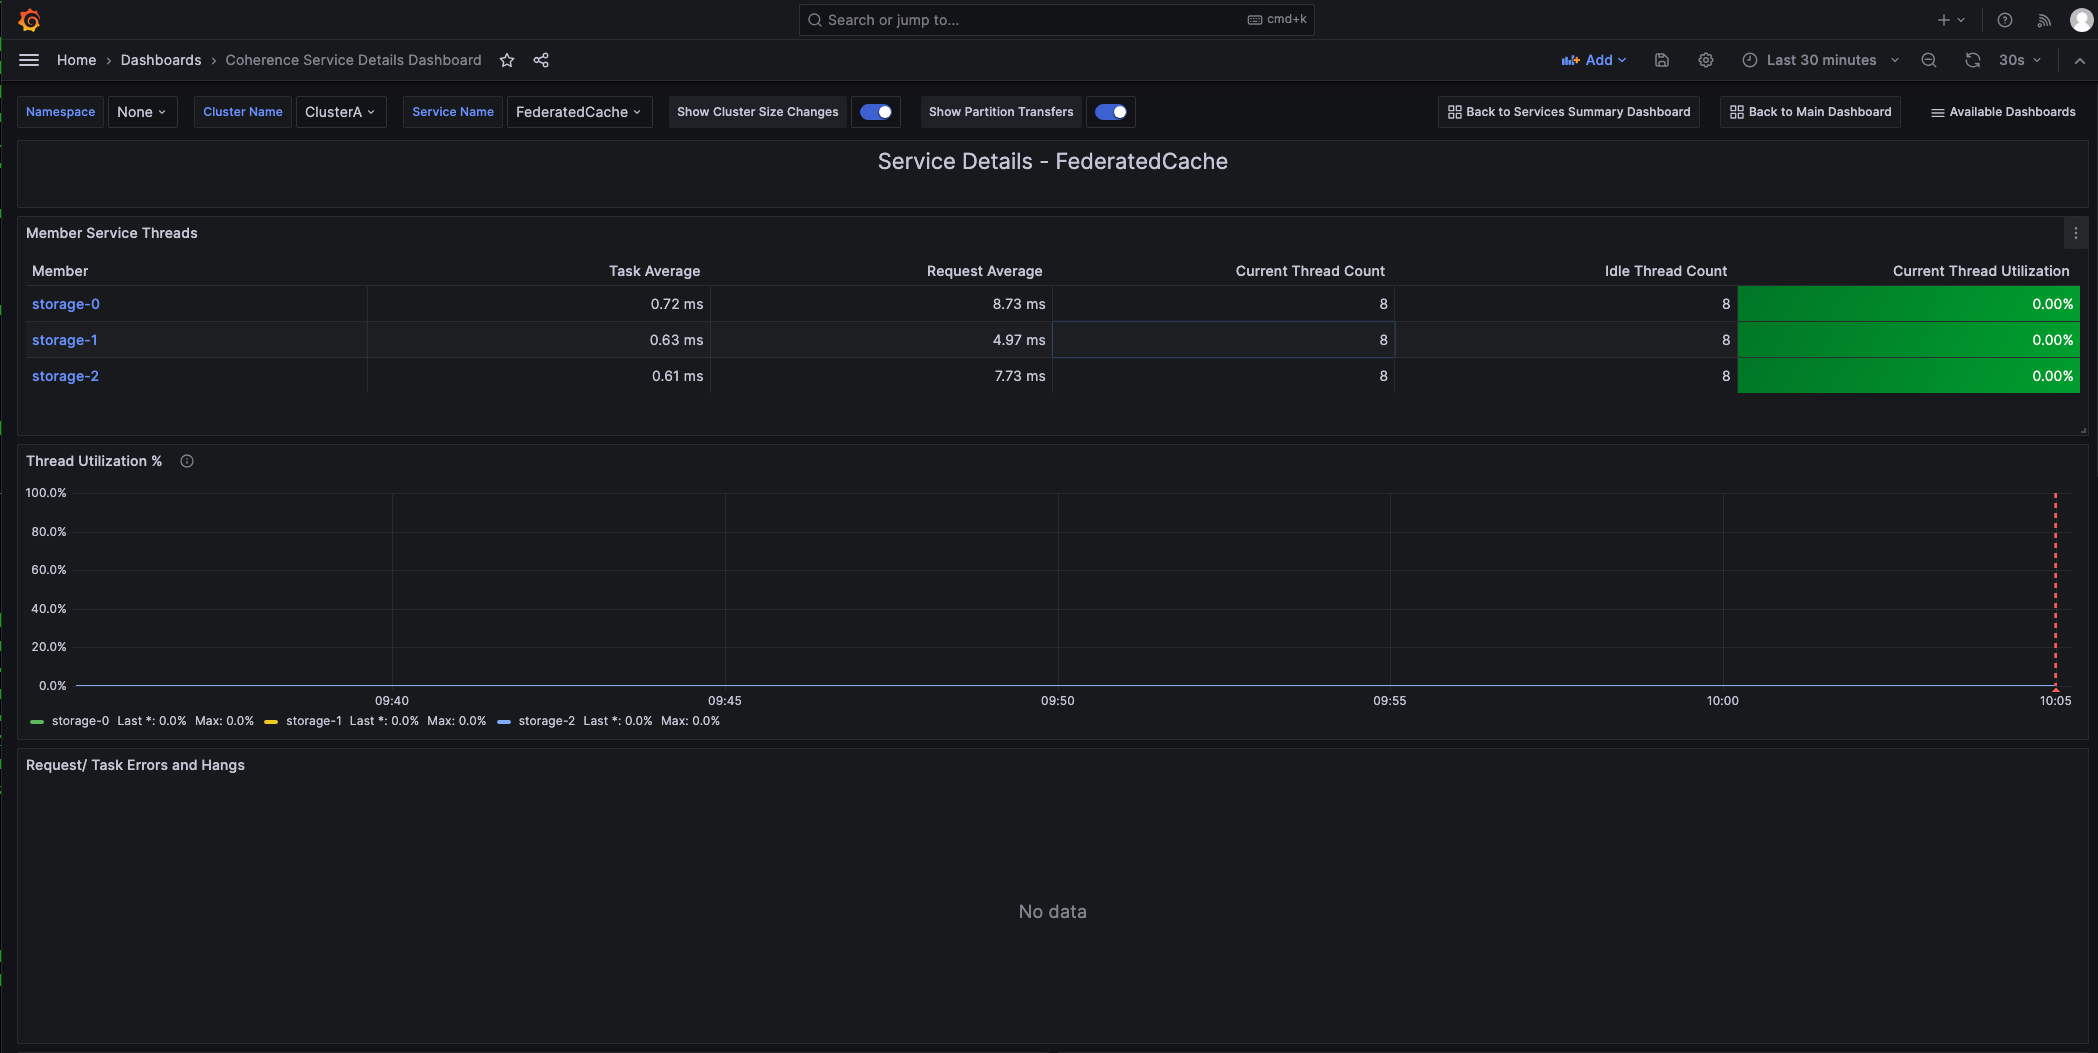 Search or jump to... cmd+k
Home › Dashboards › Coherence Service Details Dashboard Add Last 30 minutes 30s
Namespace None Cluster Name ClusterA Service Name FederatedCache Show Cluster Size Changes Show Partition Transfers Back to Services Summary Dashboard Back to Main Dashboard Available Dashboards
Service Details - FederatedCache
Member Service Threads
Member Task Average Request Average Current Thread Count Idle Thread Count Current Thread Utilization
storage-0 0.72 ms 8.73 ms 8 8 0.00%
storage-1 0.63 ms 4.97 ms 8 8 0.00%
storage-2 0.61 ms 7.73 ms 8 8 0.00%
Thread Utilization %
100.0%
80.0%
60.0%
40.0%
20.0%
0.0%
09:40 09:45 09:50 09:55 10:00 10:05
storage-0 Last *: 0.0% Max: 0.0% storage-1 Last *: 0.0% Max: 0.0% storage-2 Last *: 0.0% Max: 0.0%
Request/ Task Errors and Hangs
No data